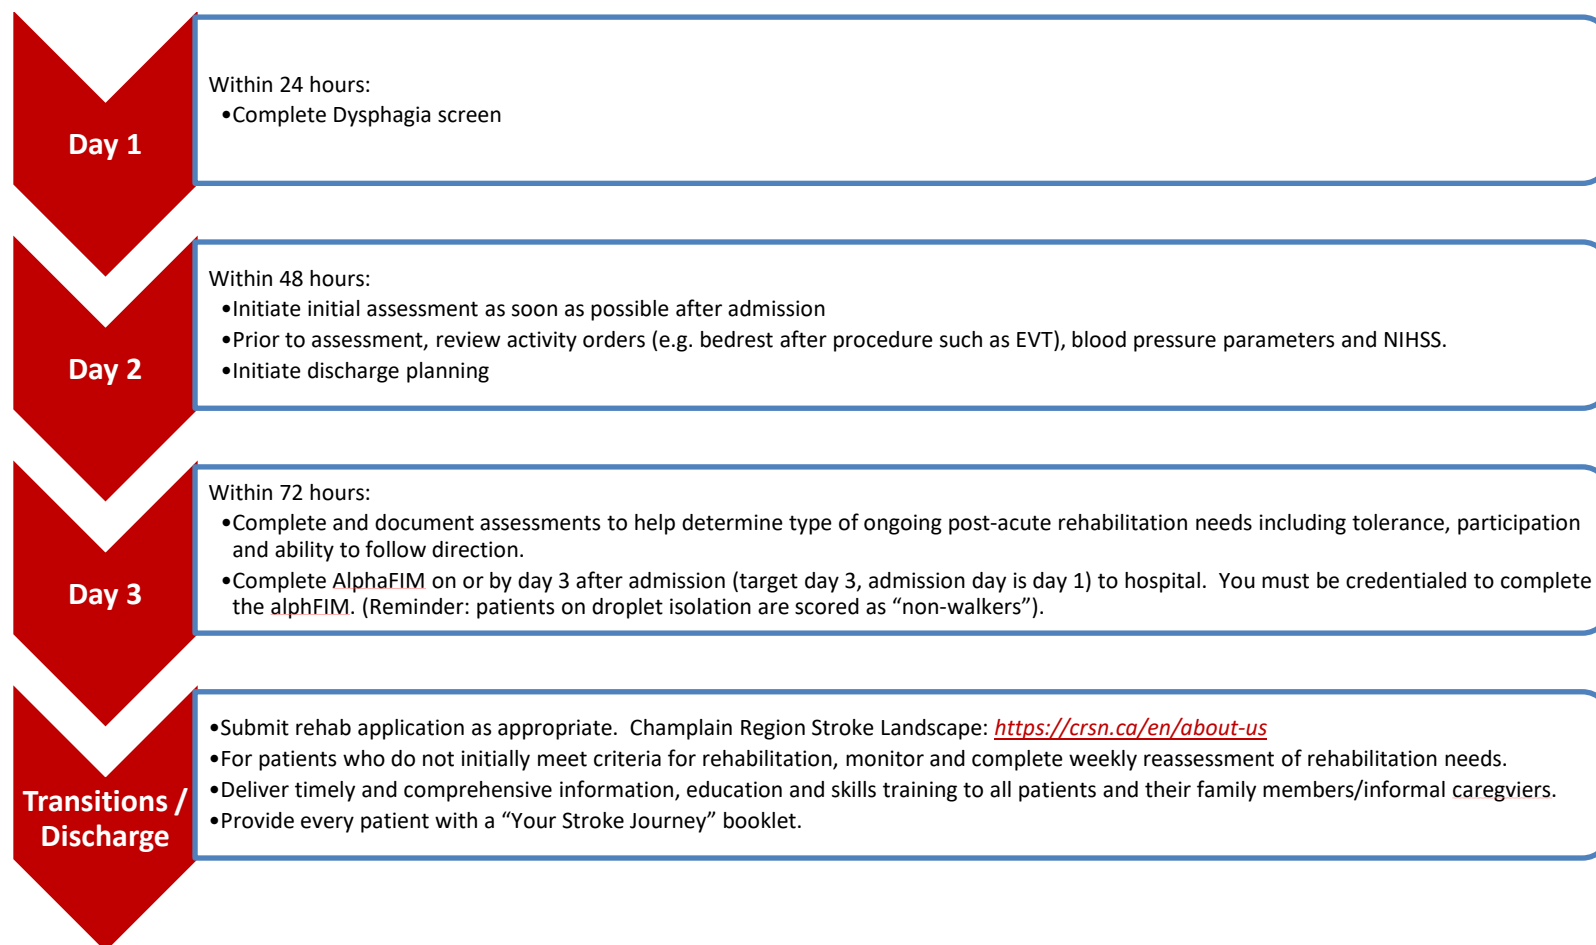 Day 1
Within 24 hours:
•Complete Dysphagia screen
Day 2
Within 48 hours:
•Initiate initial assessment as soon as possible after admission
•Prior to assessment, review activity orders (e.g. bedrest after procedure such as EVT), blood pressure parameters and NIHSS.
•Initiate discharge planning
Day 3
Within 72 hours:
•Complete and document assessments to help determine type of ongoing post-acute rehabilitation needs including tolerance, participation
and ability to follow direction.
•Complete AlphaFIM on or by day 3 after admission (target day 3, admission day is day 1) to hospital.  You must be credentialed to complete
the alphFIM. (Reminder: patients on droplet isolation are scored as “non-walkers”).
Transitions /
Discharge
•Submit rehab application as appropriate.  Champlain Region Stroke Landscape: https://crsn.ca/en/about-us
•For patients who do not initially meet criteria for rehabilitation, monitor and complete weekly reassessment of rehabilitation needs.
•Deliver timely and comprehensive information, education and skills training to all patients and their family members/informal caregviers.
•Provide every patient with a “Your Stroke Journey” booklet.